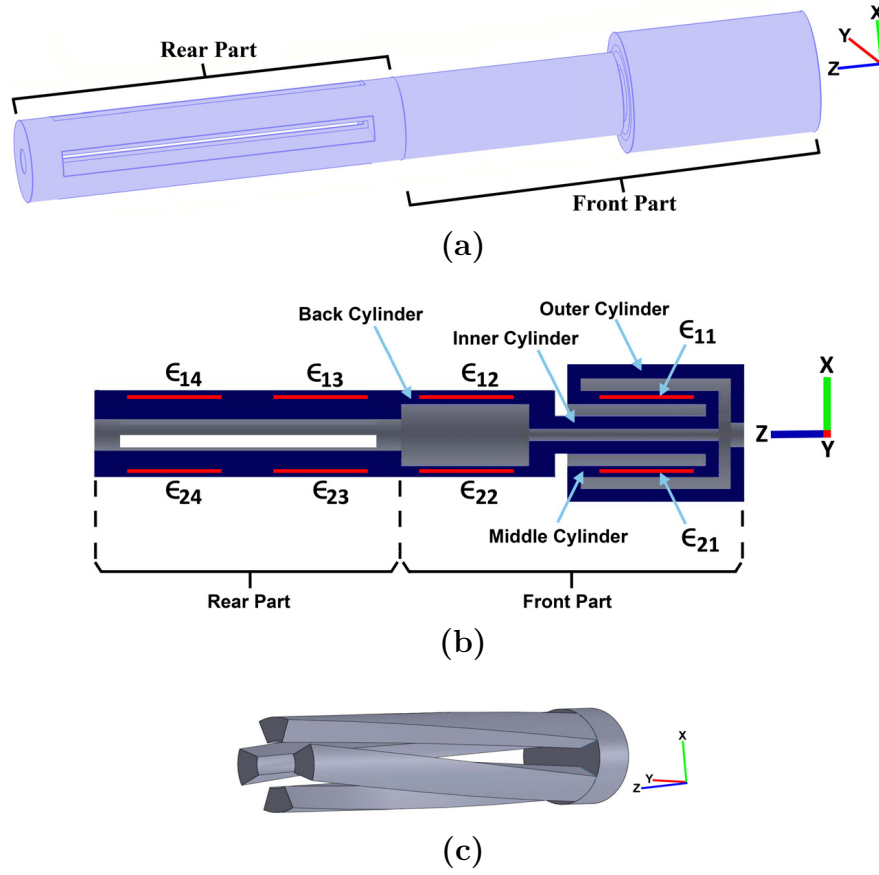 Rear Part
X
Y
Z
Front Part
(a)
Back Cylinder
Outer Cylinder
Inner Cylinder
ϵ11
ϵ14
ϵ13
ϵ12
X
Z
Y
ϵ24
ϵ23
ϵ22
Middle Cylinder
ϵ21
Rear Part
Front Part
(b)
X
Y
Z
(c)